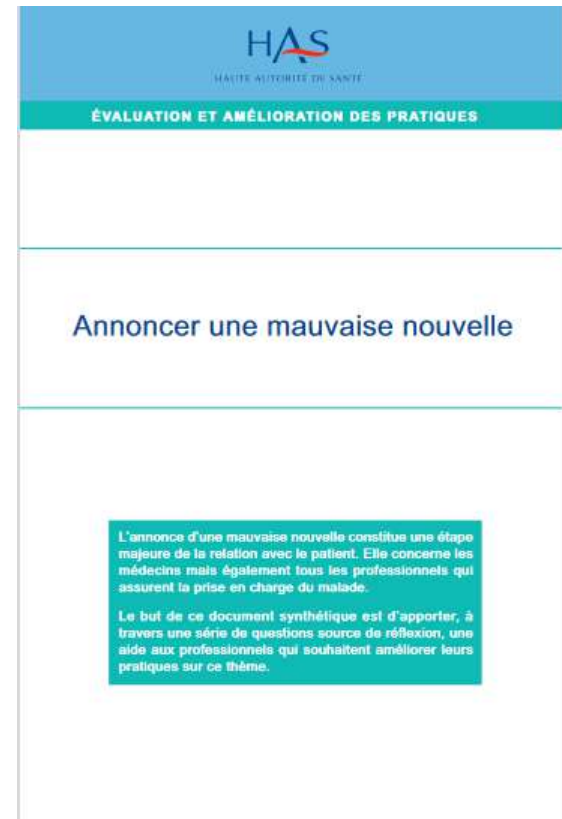 HAS
HAUTE AUTORITÉ DE SANTÉ
ÉVALUATION ET AMÉLIORATION DES PRATIQUES
Annoncer une mauvaise nouvelle
L'annonce d'une mauvaise nouvelle constitue une étape
majeure de la relation avec le patient. Elle concerne les
médecins mais également tous les professionnels qui
assurent la prise en charge du malade.
Le but de ce document synthétique est d'apporter, à
travers une série de questions source de réflexion, une
aide aux professionnels qui souhaitent améliorer leurs
pratiques sur ce thème.